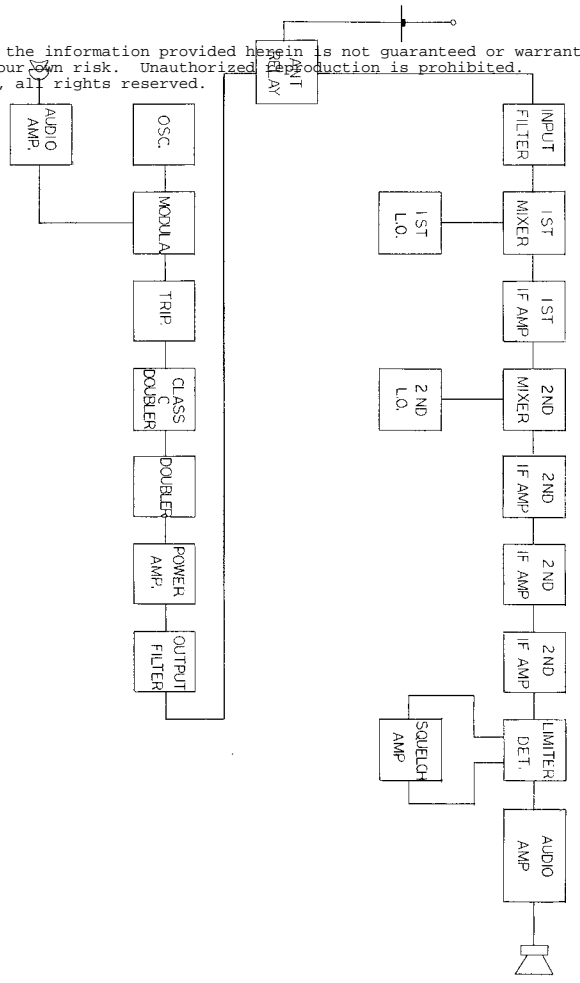 the information provided herein is not guaranteed or warrant
our own risk. Unauthorized reproduction is prohibited.
, all rights reserved.
ANT
RELAY
AUDIO
AMP.
OSC.
MODULA
TRIP.
CLASS
C
DOUBLER
DOUBLER
POWER
AMP.
OUTPUT
FILTER
INPUT
FILTER
1ST
MIXER
1ST
L.O.
1ST
IF AMP
2ND
MIXER
2ND
L.O.
2ND
IF AMP
2ND
IF AMP
2ND
IF AMP
LIMITER
DET.
SQUELCH
AMP
AUDIO
AMP